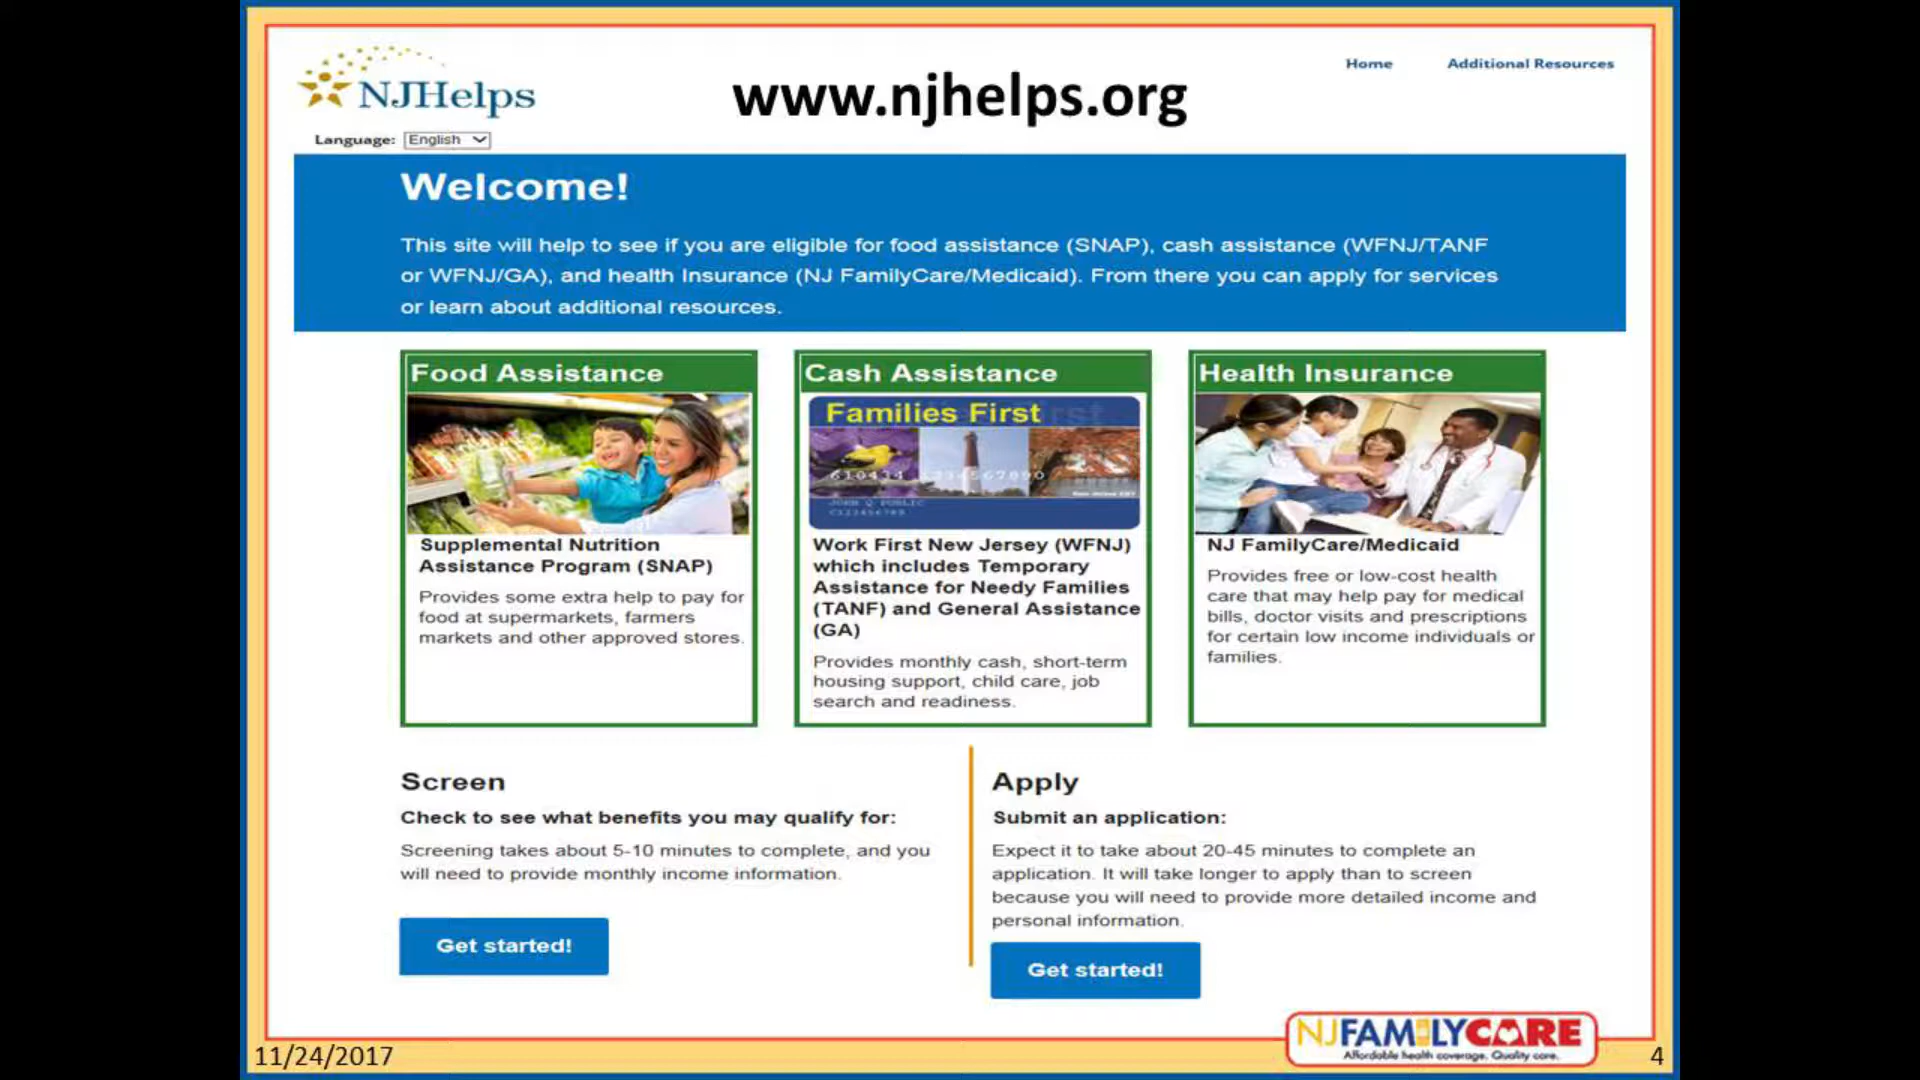 NJHelps
www.njhelps.org
Home
Additional Resources
Language: English
Welcome!
This site will help to see if you are eligible for food assistance (SNAP), cash assistance (WFNJ/TANF
or WFNJ/GA), and health Insurance (NJ FamilyCare/Medicaid). From there you can apply for services
or learn about additional resources.
Food Assistance
Supplemental Nutrition
Assistance Program (SNAP)
Provides some extra help to pay for
food at supermarkets, farmers
markets and other approved stores.
Cash Assistance
Families First
JOHN Q PUBLIC
Work First New Jersey (WFNJ)
which includes Temporary
Assistance for Needy Families
(TANF) and General Assistance
(GA)
Provides monthly cash, short-term
housing support, child care, job
search and readiness.
Health Insurance
NJ FamilyCare/Medicaid
Provides free or low-cost health
care that may help pay for medical
bills, doctor visits and prescriptions
for certain low income individuals or
families.
Screen
Check to see what benefits you may qualify for:
Screening takes about 5-10 minutes to complete, and you
will need to provide monthly income information.
Get started!
Apply
Submit an application:
Expect it to take about 20-45 minutes to complete an
application. It will take longer to apply than to screen
because you will need to provide more detailed income and
personal information.
Get started!
11/24/2017
NJFAMILYCARE
Affordable health coverage. Quality care.
4